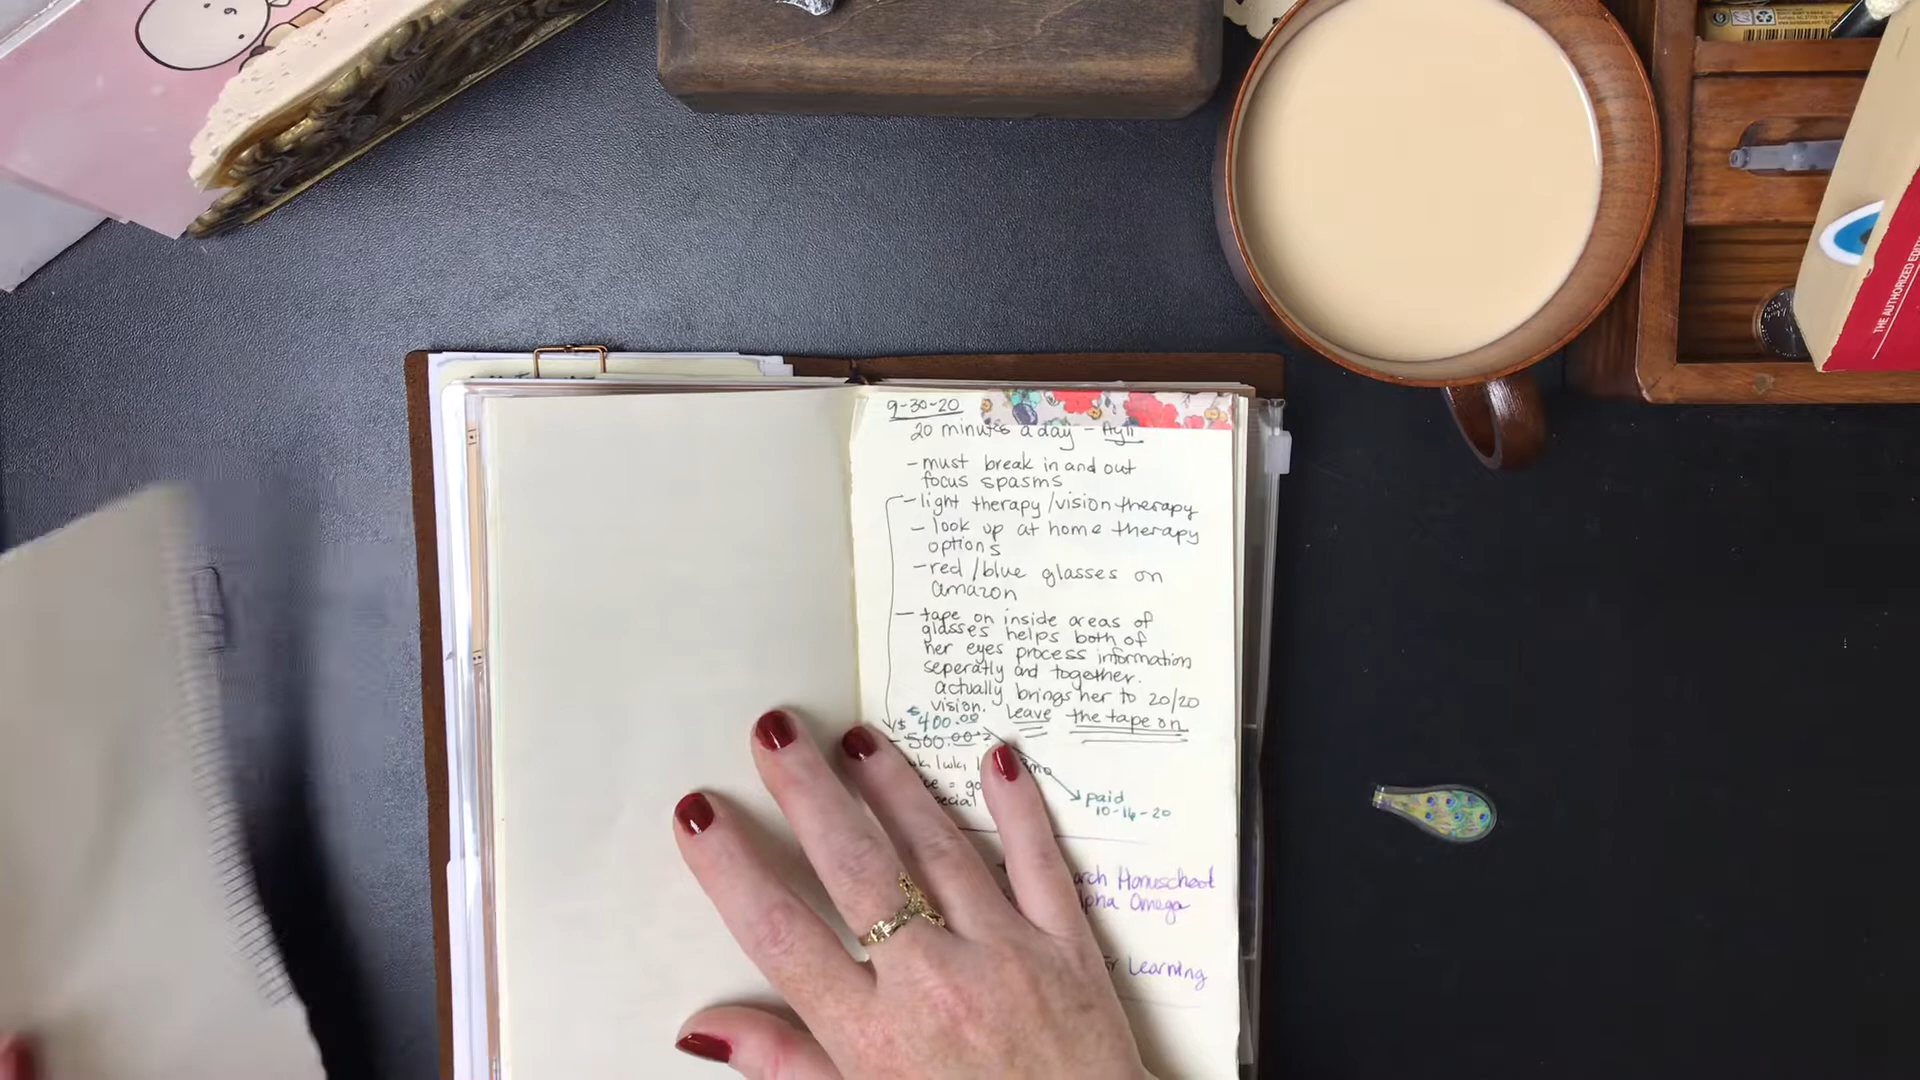 9-30-20
20 minutes a day -
- must break in and out
focus spasms
- light therapy / vision therapy
- look up at home therapy
options
- red / blue glasses on
amazon
- tape on inside areas of
glasses helps both of
her eyes process information
seperatly and together.
actually brings her to 20/20
vision. Leave the tape on
$400.00
500.00
paid
10-16-20
Homeschool
Omega
Learning
THE AUTHORIZED